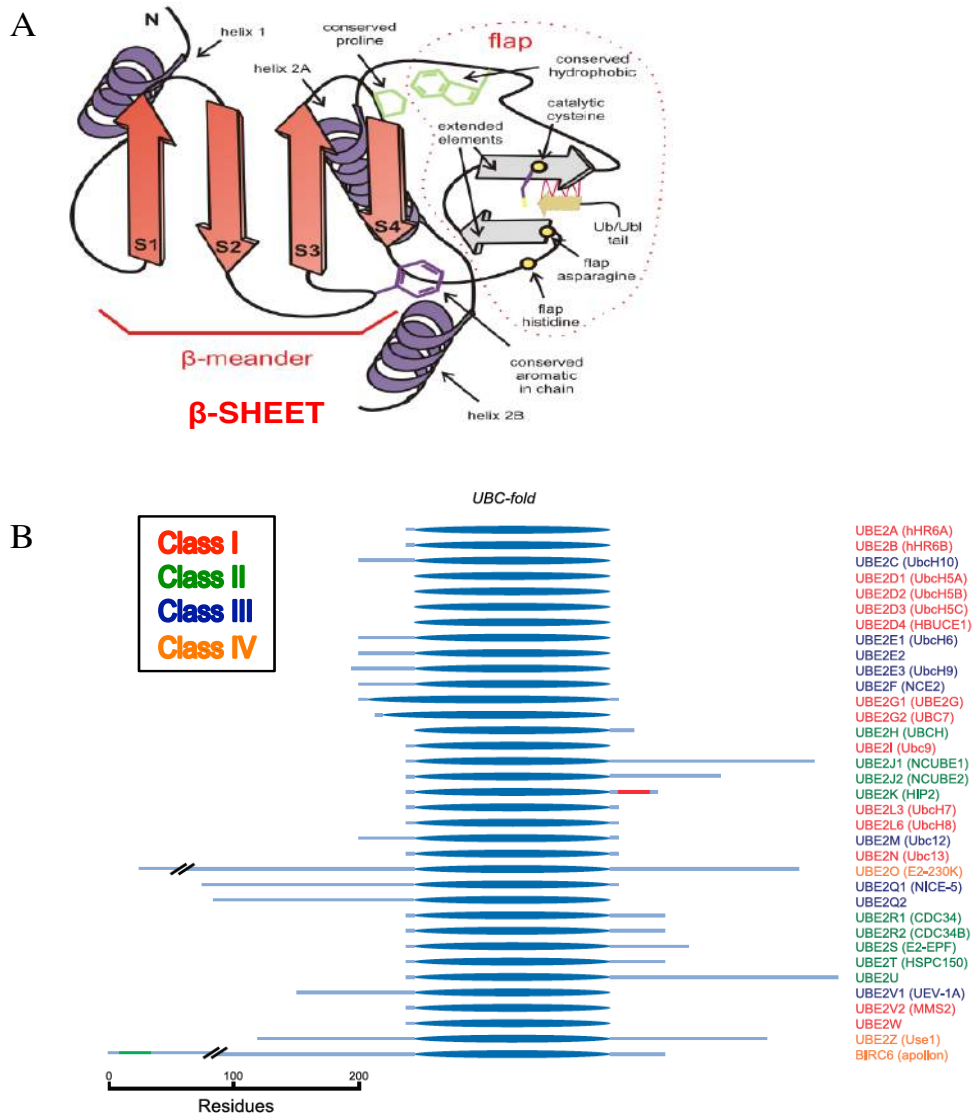 A
N
helix 1
conserved
proline
helix 2A
flap
conserved
hydrophobic
catalytic
cysteine
extended
elements
S1
S2
S3
S4
Ub/Ubl
tail
flap
asparagine
flap
histidine
β-meander
conserved
aromatic
in chain
β-SHEET
helix 2B
UBC-fold
B
Class I
Class II
Class III
Class IV
UBE2A (hHR6A)
UBE2B (hHR6B)
UBE2C (UbcH10)
UBE2D1 (UbcH5A)
UBE2D2 (UbcH5B)
UBE2D3 (UbcH5C)
UBE2D4 (HBUCE1)
UBE2E1 (UbcH6)
UBE2E2
UBE2E3 (UbcH9)
UBE2F (NCE2)
UBE2G1 (UBE2G)
UBE2G2 (UBC7)
UBE2H (UBCH)
UBE2I (Ubc9)
UBE2J1 (NCUBE1)
UBE2J2 (NCUBE2)
UBE2K (HIP2)
UBE2L3 (UbcH7)
UBE2L6 (UbcH8)
UBE2M (Ubc12)
UBE2N (Ubc13)
UBE2O (E2-230K)
UBE2Q1 (NICE-5)
UBE2Q2
UBE2R1 (CDC34)
UBE2R2 (CDC34B)
UBE2S (E2-EPF)
UBE2T (HSPC150)
UBE2U
UBE2V1 (UEV-1A)
UBE2V2 (MMS2)
UBE2W
UBE2Z (Use1)
BIRC6 (apollon)
0 100 200
Residues